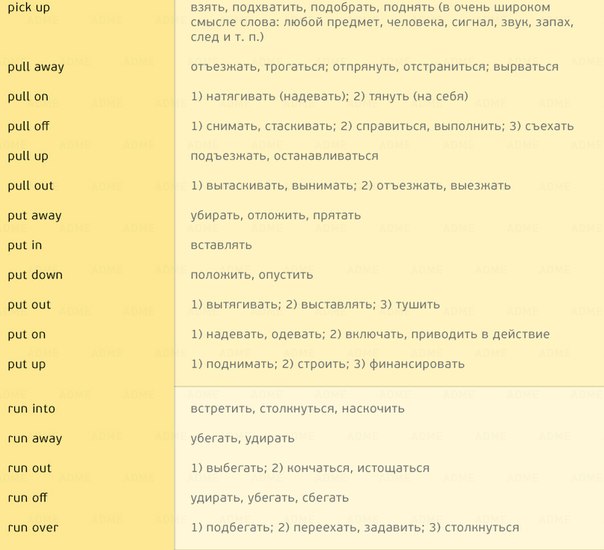 pick up взять, подхватить, подобрать, поднять (в очень широком
смысле слова: любой предмет, человека, сигнал, звук, запах,
след и т. п.)
pull away отъезжать, трогаться; отпрянуть, отстраниться; вырваться
pull on 1) натягивать (надевать); 2) тянуть (на себя)
pull off 1) снимать, стаскивать; 2) справиться, выполнить; 3) съехать
pull up подъезжать, останавливаться
pull out 1) вытаскивать, вынимать; 2) отъезжать, выезжать
put away убирать, отложить, прятать
put in вставлять
put down положить, опустить
put out 1) вытягивать; 2) выставлять; 3) тушить
put on 1) надевать, одевать; 2) включать, приводить в действие
put up 1) поднимать; 2) строить; 3) финансировать
run into встретить, столкнуться, наскочить
run away убегать, удирать
run out 1) выбегать; 2) кончаться, истощаться
run off удирать, убегать, сбегать
run over 1) подбегать; 2) переехать, задавить; 3) столкнуться